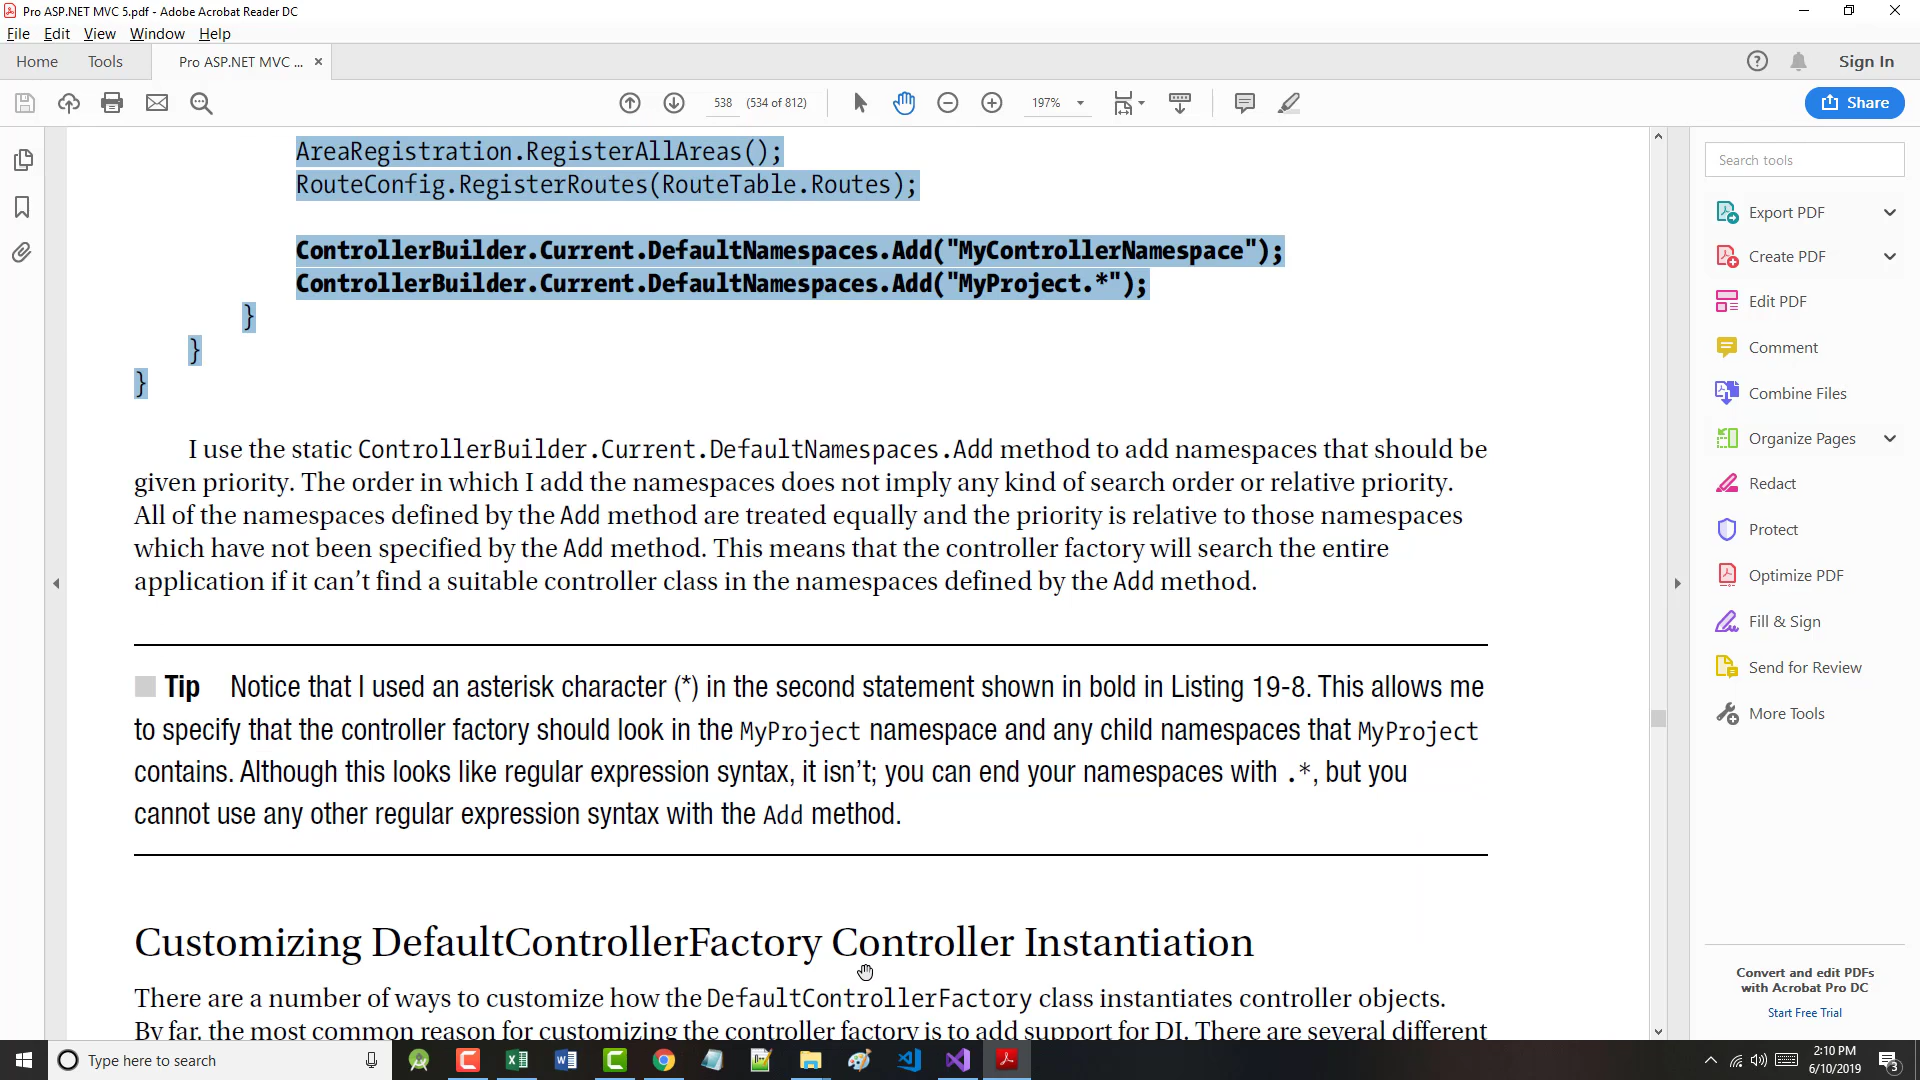 Pro ASP.NET MVC 5.pdf - Adobe Acrobat Reader DC
File Edit View Window Help
Home Tools Pro ASP.NET MVC ... × Sign In
538 (534 of 812) 197% Share
AreaRegistration.RegisterAllAreas();
RouteConfig.RegisterRoutes(RouteTable.Routes);
ControllerBuilder.Current.DefaultNamespaces.Add("MyControllerNamespace");
ControllerBuilder.Current.DefaultNamespaces.Add("MyProject.*");
}
}
}
I use the static ControllerBuilder.Current.DefaultNamespaces.Add method to add namespaces that should be
given priority. The order in which I add the namespaces does not imply any kind of search order or relative priority.
All of the namespaces defined by the Add method are treated equally and the priority is relative to those namespaces
which have not been specified by the Add method. This means that the controller factory will search the entire
application if it can't find a suitable controller class in the namespaces defined by the Add method.
Tip Notice that I used an asterisk character (*) in the second statement shown in bold in Listing 19-8. This allows me
to specify that the controller factory should look in the MyProject namespace and any child namespaces that MyProject
contains. Although this looks like regular expression syntax, it isn't; you can end your namespaces with .*, but you
cannot use any other regular expression syntax with the Add method.
Customizing DefaultControllerFactory Controller Instantiation
There are a number of ways to customize how the DefaultControllerFactory class instantiates controller objects.
By far, the most common reason for customizing the controller factory is to add support for DI. There are several different
Search tools
Export PDF
Create PDF
Edit PDF
Comment
Combine Files
Organize Pages
Redact
Protect
Optimize PDF
Fill & Sign
Send for Review
More Tools
Convert and edit PDFs
with Acrobat Pro DC
Start Free Trial
Type here to search
2:10 PM
6/10/2019
3